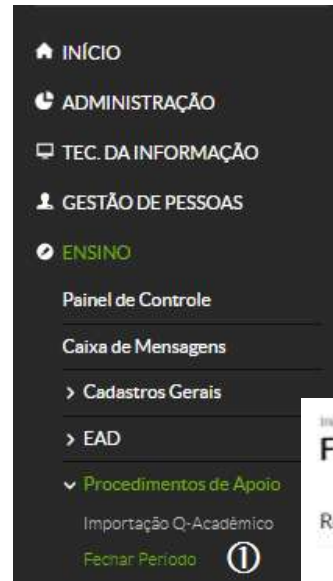 INÍCIO
ADMINISTRAÇÃO
TEC. DA INFORMAÇÃO
GESTÃO DE PESSOAS
ENSINO
Painel de Controle
Caixa de Mensagens
> Cadastros Gerais
> EAD
Procedimentos de Apoio
Importação Q-Acadêmico
Fechar Período ①
F
R